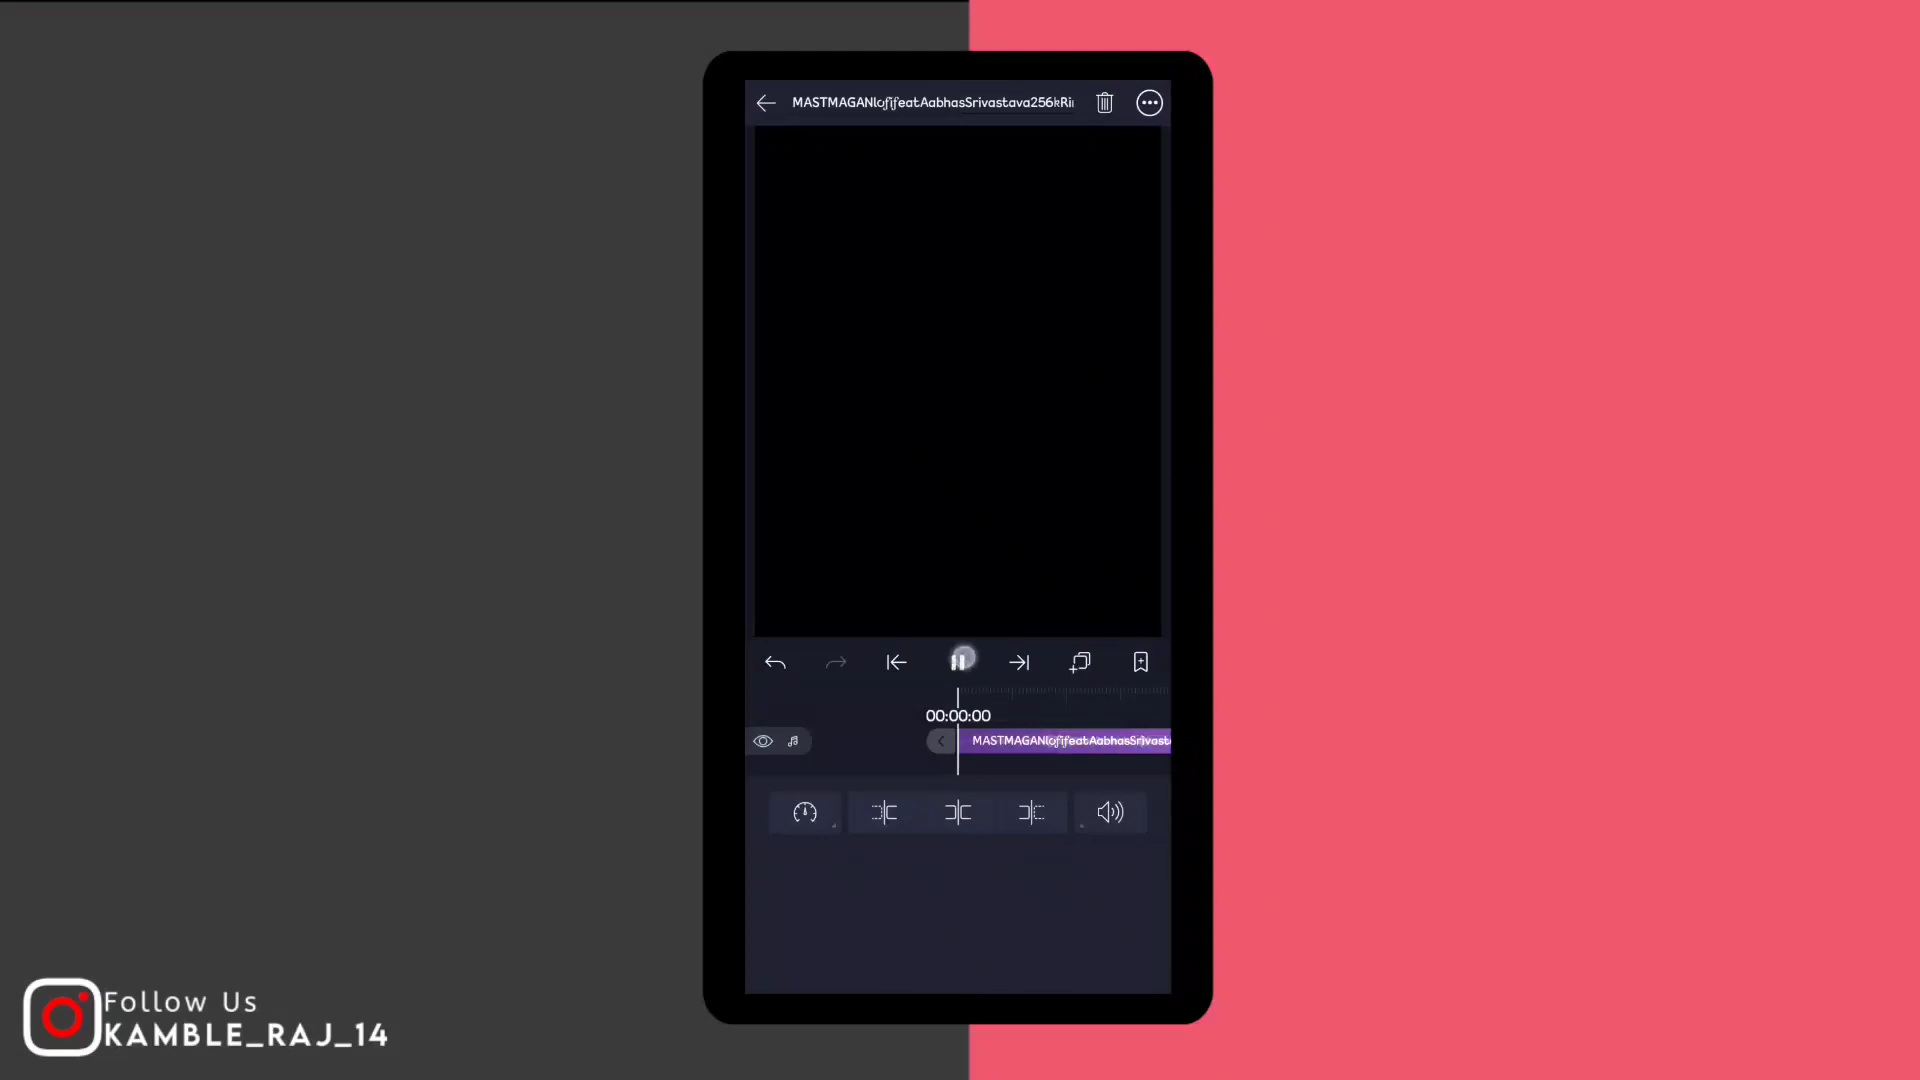 MASTMAGANlofifeatAabhasSrivastava256kRi
00:00:00
MASTMAGANlofifeatAabhasSrivast
Follow Us
KAMBLE_RAJ_14